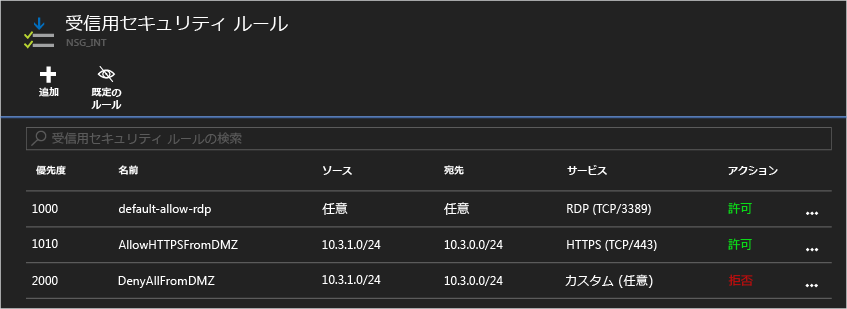 受信用セキュリティ ルール
NSG_INT
追加
既定の
ルール
受信用セキュリティ ルールの検索
優先度 名前 ソース 宛先 サービス アクション
1000 default-allow-rdp 任意 任意 RDP (TCP/3389) 許可 ...
1010 AllowHTTPSFromDMZ 10.3.1.0/24 10.3.0.0/24 HTTPS (TCP/443) 許可 ...
2000 DenyAllFromDMZ 10.3.1.0/24 10.3.0.0/24 カスタム (任意) 拒否 ...